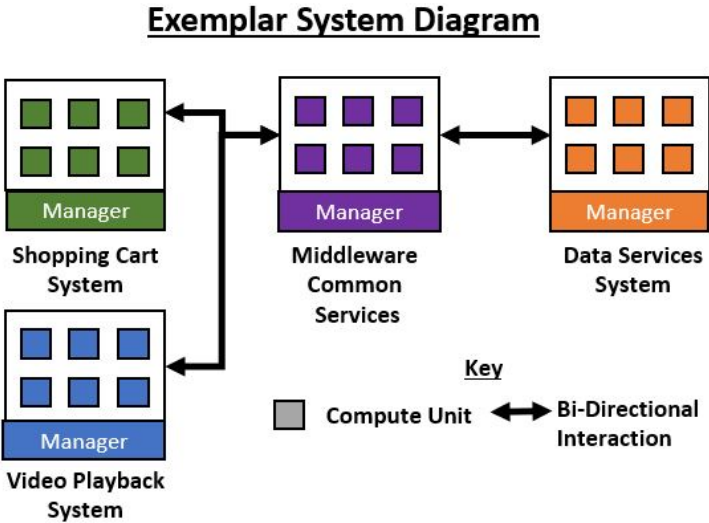 Exemplar System Diagram
Manager
Shopping Cart
System
Manager
Middleware
Common
Services
Manager
Data Services
System
Manager
Video Playback
System
Key
Compute Unit
Bi-Directional
Interaction